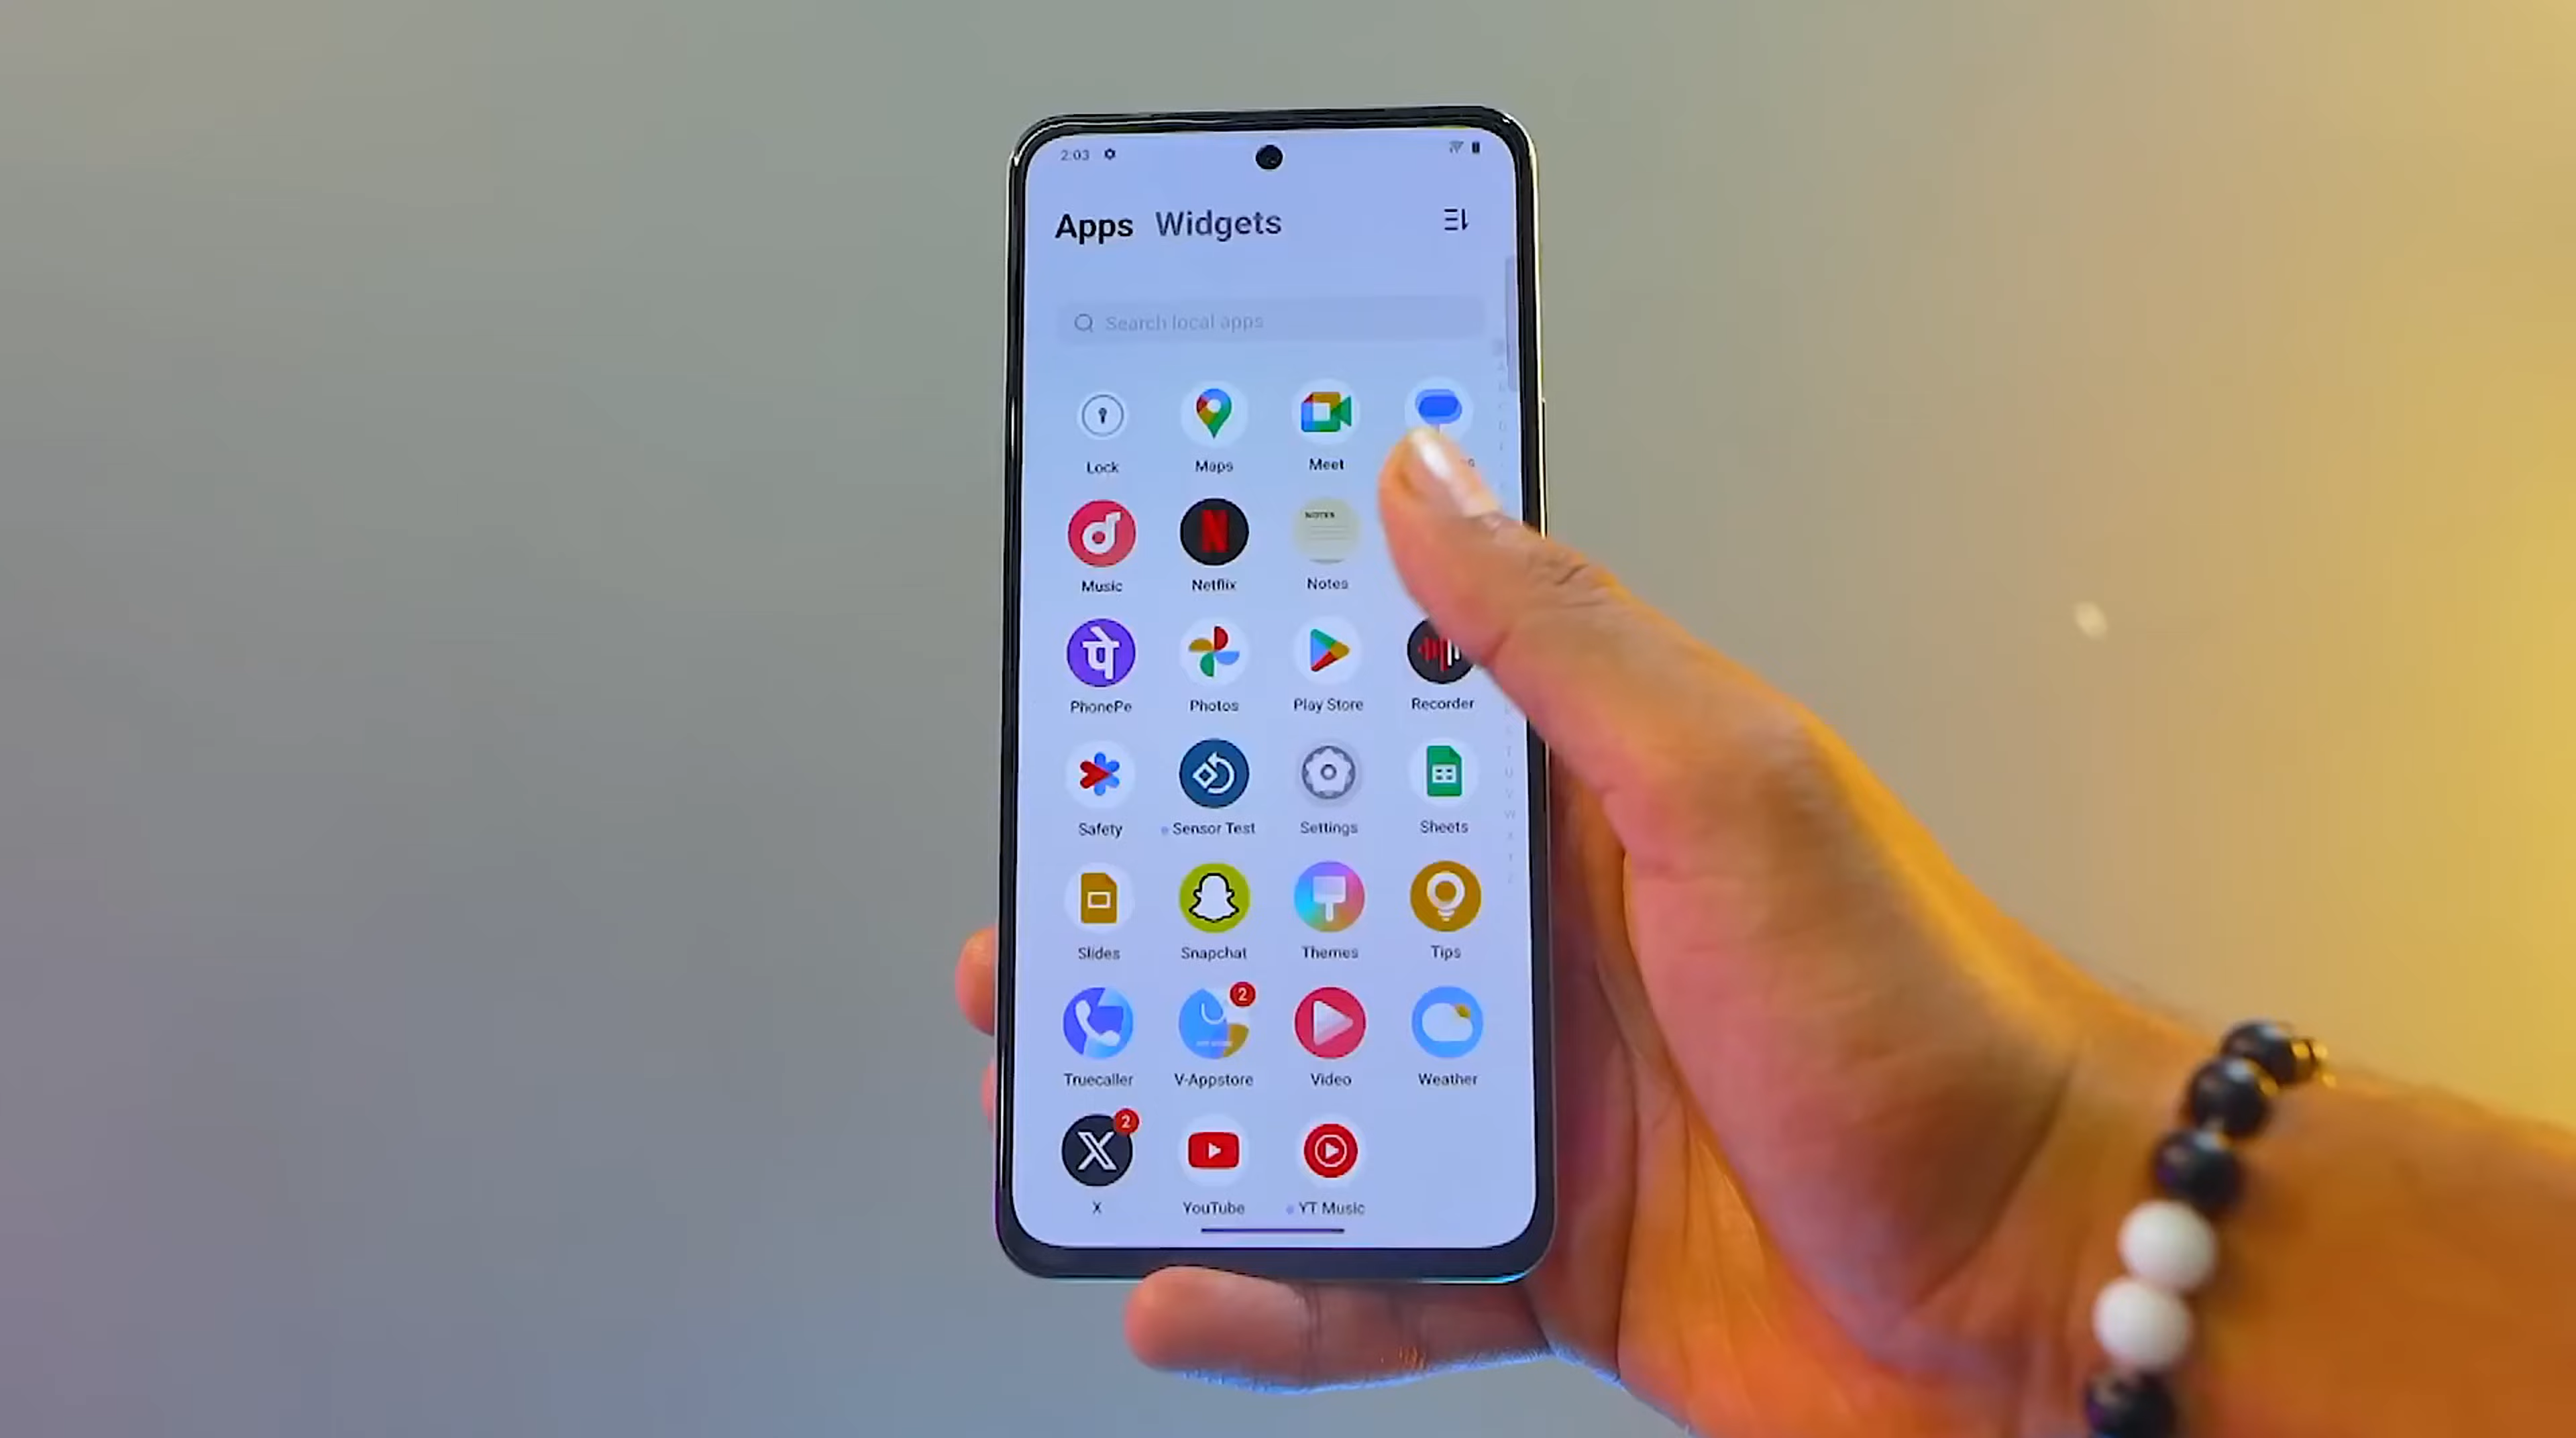 2:03
Apps Widgets
Search local apps
Lock Maps Meet
NOTES
Music Netflix Notes
पे
PhonePe Photos Play Store Recorder
Safety Sensor Test Settings Sheets
Slides Snapchat Themes Tips
2
Truecaller V-Appstore Video Weather
2
X YouTube YT Music